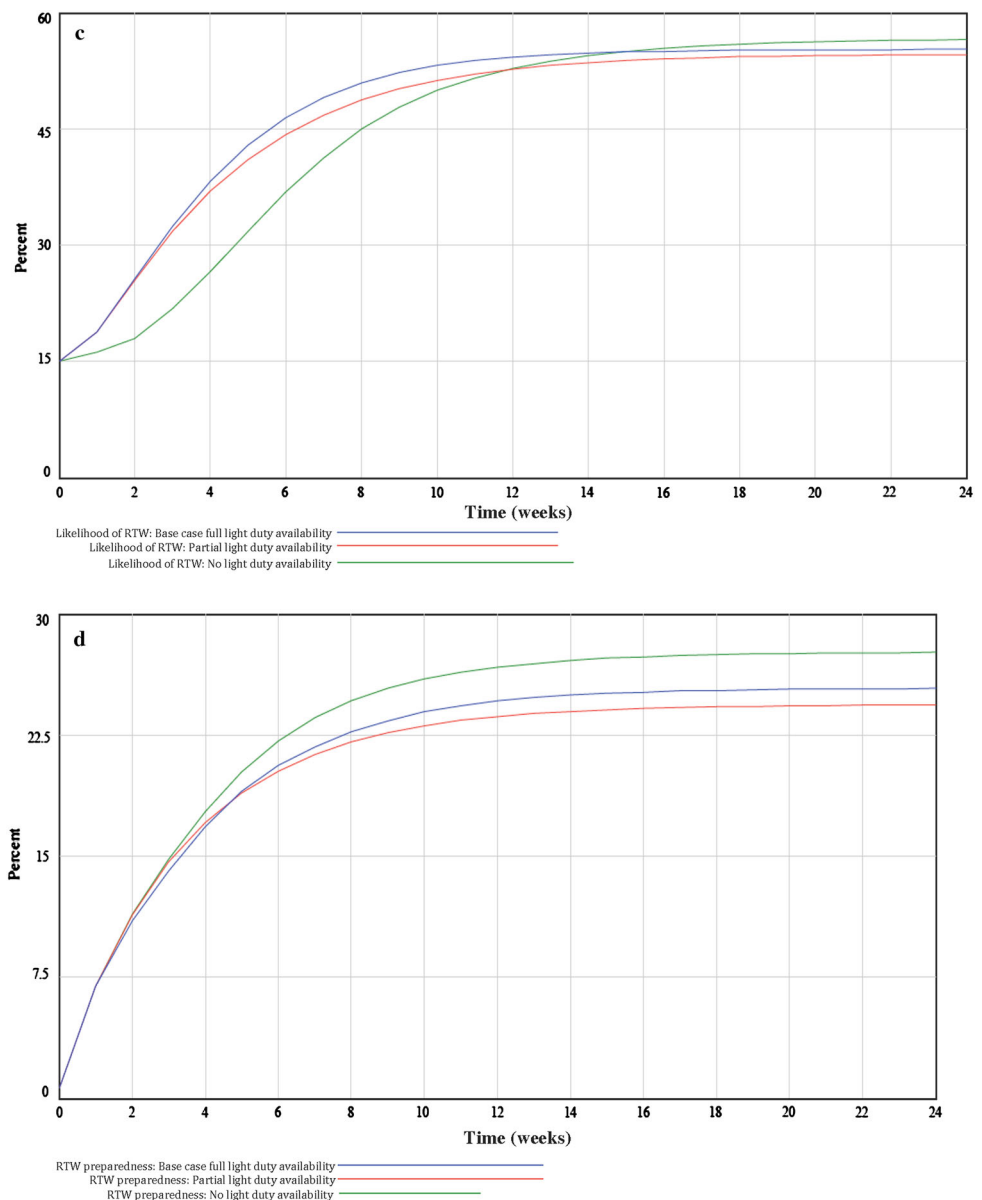 60
c
45
30
Percent
15
0
0 2 4 6 8 10 12 14 16 18 20 22 24
Time (weeks)
Likelihood of RTW: Base case full light duty availability
Likelihood of RTW: Partial light duty availability
Likelihood of RTW: No light duty availability
30
d
22.5
15
Percent
7.5
0
0 2 4 6 8 10 12 14 16 18 20 22 24
Time (weeks)
RTW preparedness: Base case full light duty availability
RTW preparedness: Partial light duty availability
RTW preparedness: No light duty availability